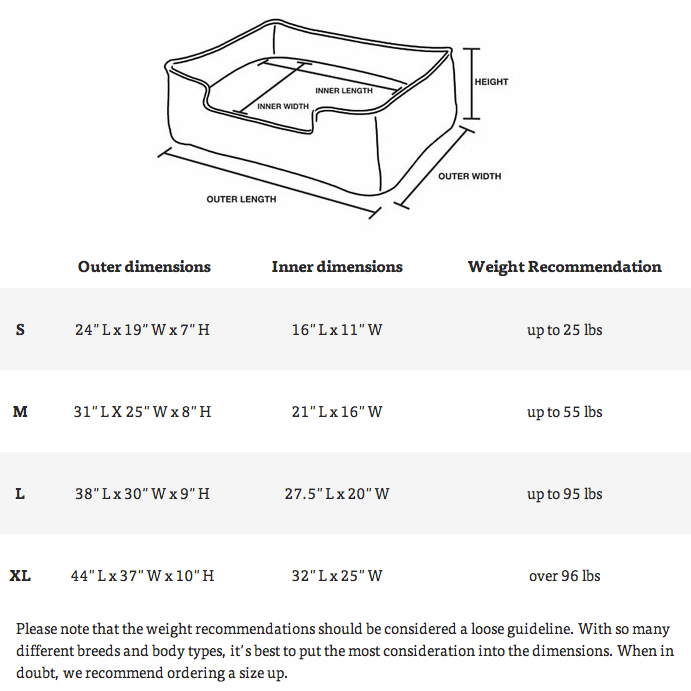 HEIGHT
INNER LENGTH
INNER WIDTH
OUTER WIDTH
OUTER LENGTH
Outer dimensions Inner dimensions Weight Recommendation
S 24" L x 19" W x 7" H 16" L x 11" W up to 25 lbs
M 31" L X 25" W x 8" H 21" L x 16" W up to 55 lbs
L 38" L x 30" W x 9" H 27.5" L x 20" W up to 95 lbs
XL 44" L x 37" W x 10" H 32" L x 25" W over 96 lbs
Please note that the weight recommendations should be considered a loose guideline. With so many
different breeds and body types, it's best to put the most consideration into the dimensions. When in
doubt, we recommend ordering a size up.